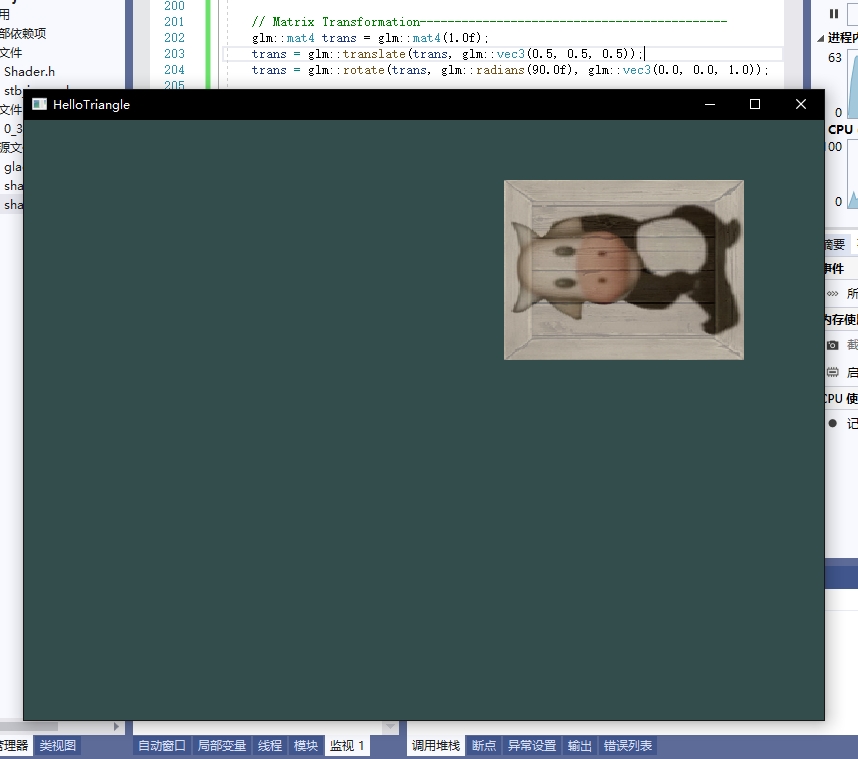 200
201 // Matrix Transformation--------------------------------------------
202 glm::mat4 trans = glm::mat4(1.0f);
203 trans = glm::translate(trans, glm::vec3(0.5, 0.5, 0.5));
204 trans = glm::rotate(trans, glm::radians(90.0f), glm::vec3(0.0, 0.0, 1.0));
205
用
部依赖项
文件
Shader.h
文件
0_3
源文
gla
sha
sha
HelloTriangle
进程内
63
0
CPU
100
0
摘要
事件
所
内存使用
截
启
CPU 使
记
管理器 类视图
自动窗口 局部变量 线程 模块 监视 1
调用堆栈 断点 异常设置 输出 错误列表